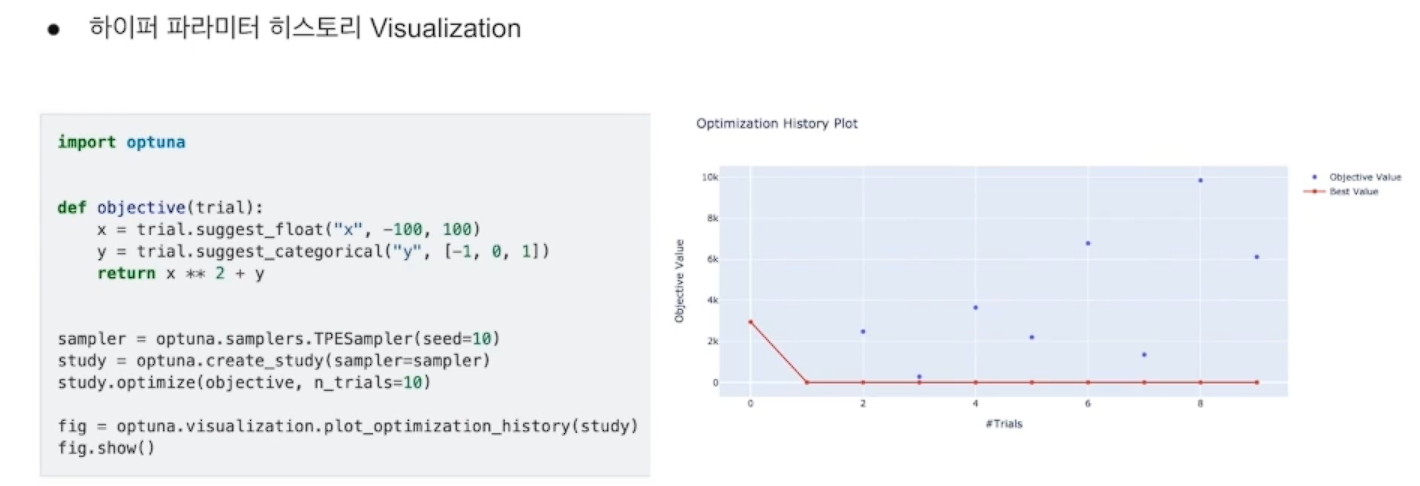 ● 하이퍼 파라미터 히스토리 Visualization
import optuna
def objective(trial):
    x = trial.suggest_float("x", -100, 100)
    y = trial.suggest_categorical("y", [-1, 0, 1])
    return x ** 2 + y
sampler = optuna.samplers.TPESampler(seed=10)
study = optuna.create_study(sampler=sampler)
study.optimize(objective, n_trials=10)
fig = optuna.visualization.plot_optimization_history(study)
fig.show()
Optimization History Plot
Objective Value
10k
8k
6k
4k
2k
0
0 2 4 6 8
#Trials
Objective Value
Best Value